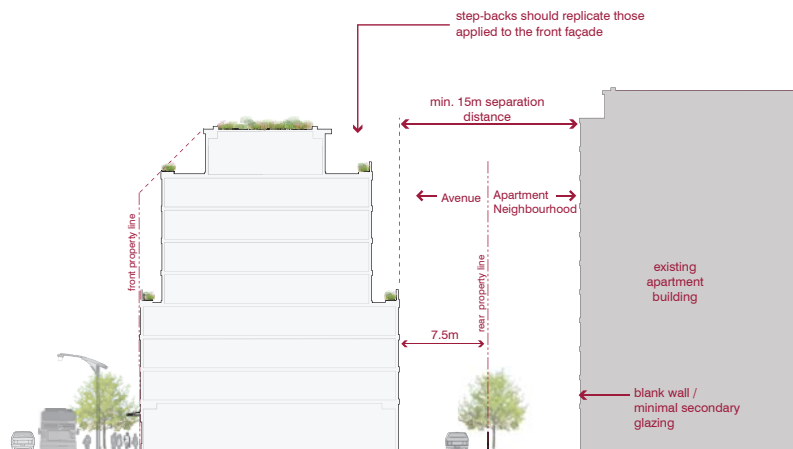 step-backs should replicate those
applied to the front façade
min. 15m separation
distance
Avenue
Apartment
Neighbourhood
front property line
rear property line
existing
apartment
building
7.5m
blank wall /
minimal secondary
glazing